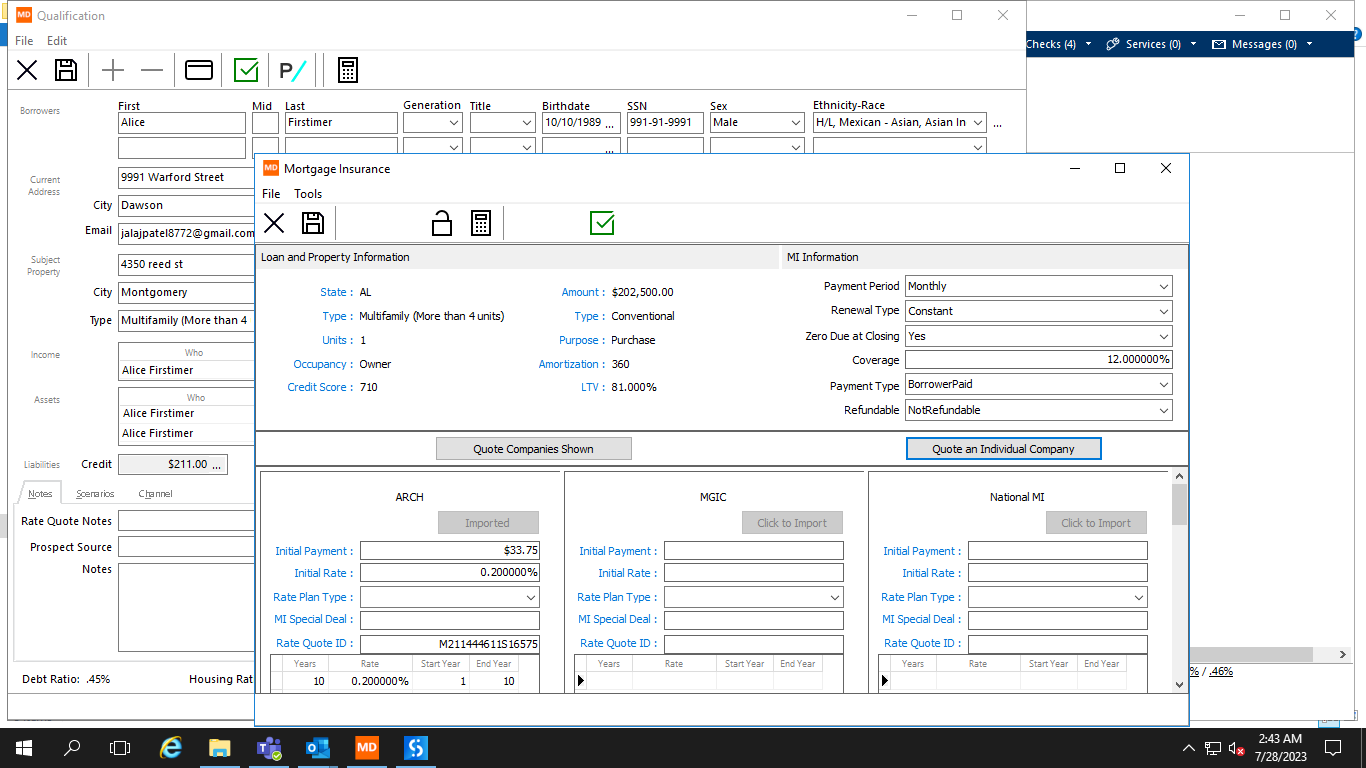 MD Qualification
File Edit
Checks (4) Services (0) Messages (0)
P/
Borrowers First Mid Last Generation Title Birthdate SSN Sex Ethnicity-Race
Alice Firstimer 10/10/1989 ... 991-91-9991 Male H/L, Mexican - Asian, Asian In ...
...
Current
Address
9991 Warford Street
City Dawson
Email jalajpatel8772@gmail.com
Subject
Property
4350 reed st
City Montgomery
Type Multifamily (More than 4
Income Who
Alice Firstimer
Assets Who
Alice Firstimer
Alice Firstimer
Liabilities Credit $211.00 ...
Notes Scenarios Channel
Rate Quote Notes
Prospect Source
Notes
Debt Ratio: .45% Housing Rat
MD Mortgage Insurance
File Tools
Loan and Property Information
State : AL
Type : Multifamily (More than 4 units)
Units : 1
Occupancy : Owner
Credit Score : 710
Amount : $202,500.00
Type : Conventional
Purpose : Purchase
Amortization : 360
LTV : 81.000%
MI Information
Payment Period Monthly
Renewal Type Constant
Zero Due at Closing Yes
Coverage 12.000000%
Payment Type BorrowerPaid
Refundable NotRefundable
Quote Companies Shown Quote an Individual Company
ARCH
Imported
Initial Payment : $33.75
Initial Rate : 0.200000%
Rate Plan Type :
MI Special Deal :
Rate Quote ID : M211444611S16575
Years Rate Start Year End Year
10 0.200000% 1 10
MGIC
Click to Import
Initial Payment :
Initial Rate :
Rate Plan Type :
MI Special Deal :
Rate Quote ID :
Years Rate Start Year End Year
National MI
Click to Import
Initial Payment :
Initial Rate :
Rate Plan Type :
MI Special Deal :
Rate Quote ID :
Years Rate Start Year End Year
% / .46%
MD
2:43 AM
7/28/2023